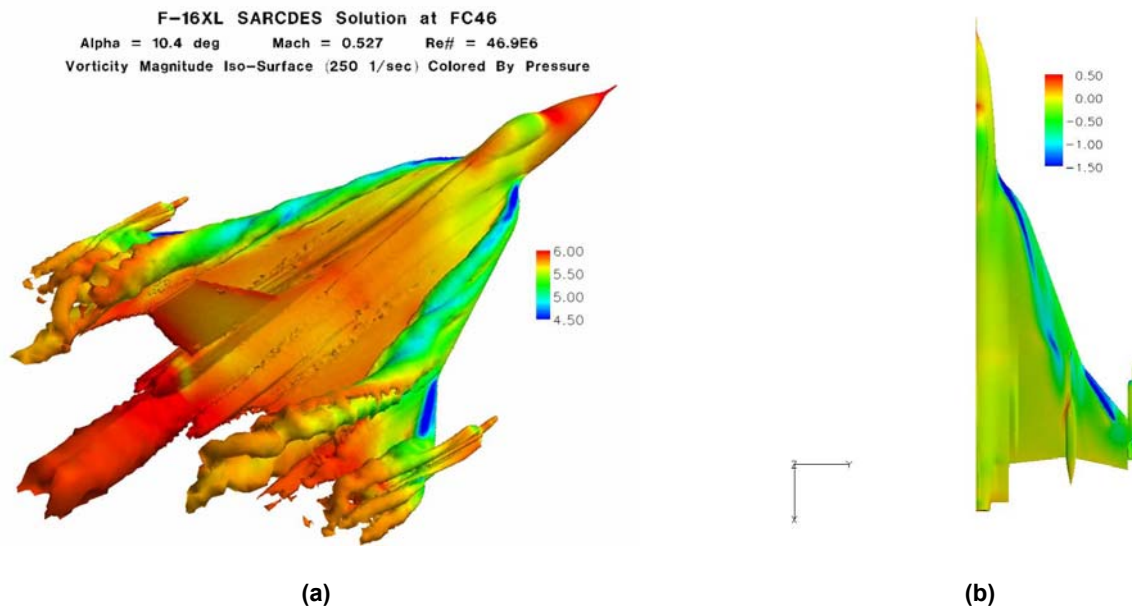 F-16XL SARCDES Solution at FC46
Alpha = 10.4 deg Mach = 0.527 Re# = 46.9E6
Vorticity Magnitude Iso-Surface (250 1/sec) Colored By Pressure
6.00
5.50
5.00
4.50
0.50
0.00
-0.50
-1.00
-1.50
Z Y
X
(a) (b)